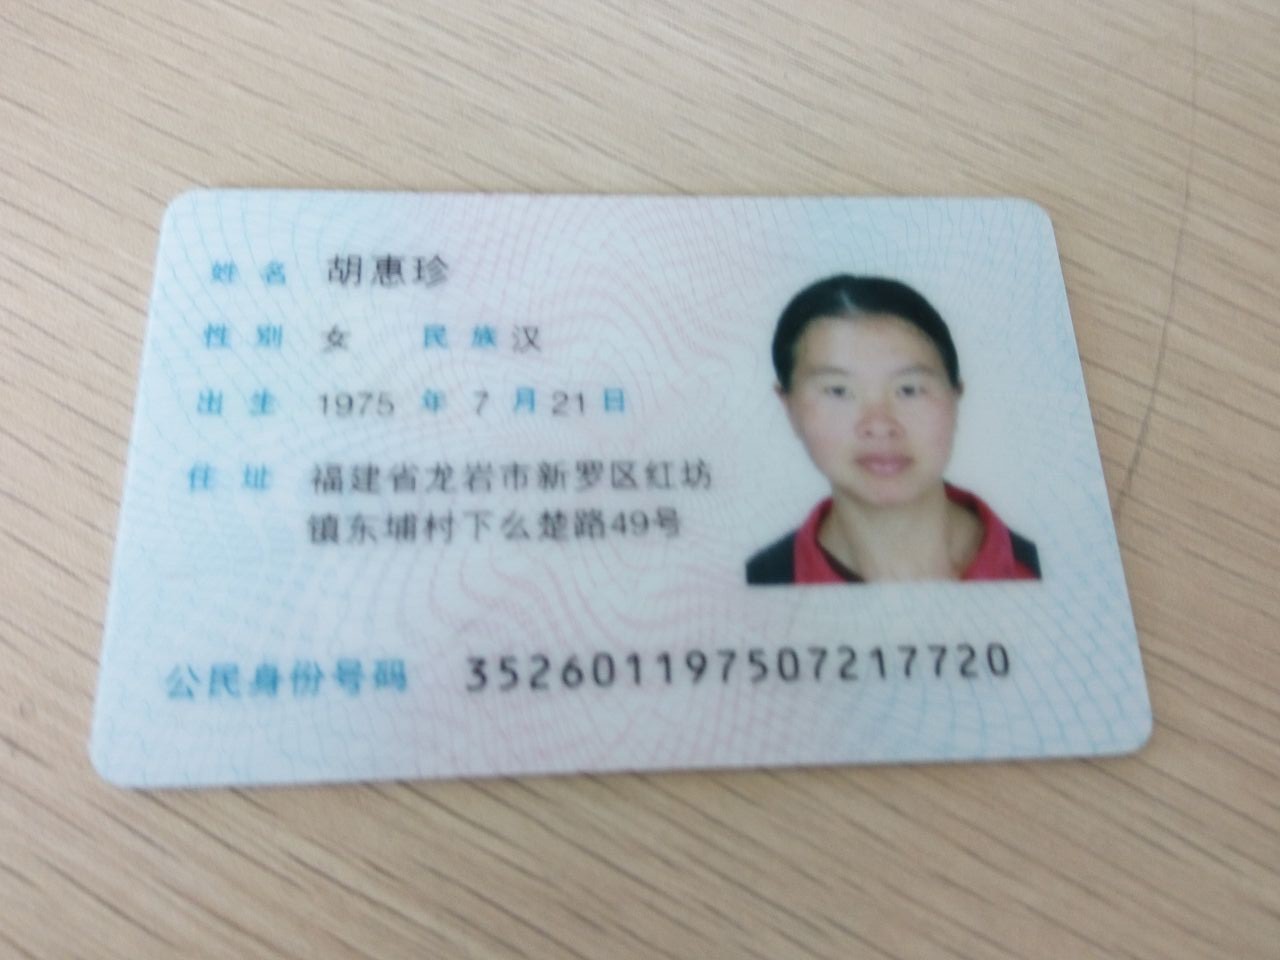 姓名 胡惠珍
性别 女 民族 汉
出生 1975 年 7 月 21 日
住址 福建省龙岩市新罗区红坊
镇东埔村下么楚路49号
公民身份号码 352601197507217720